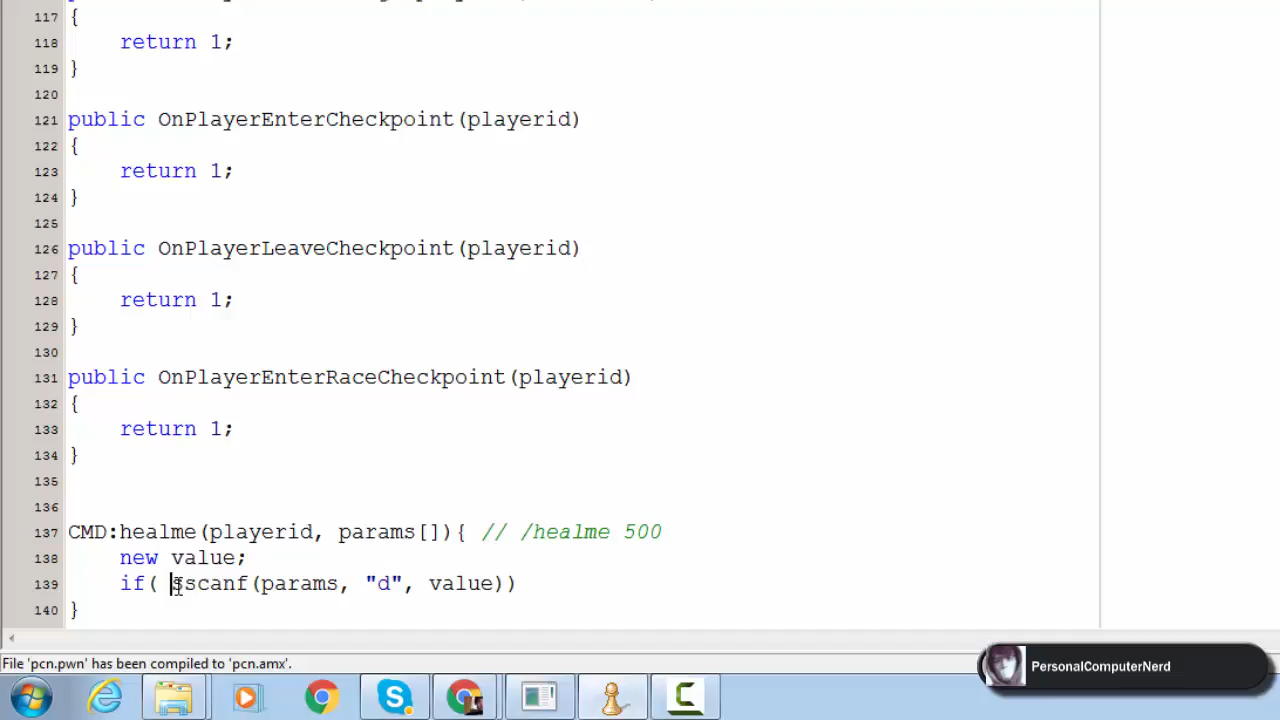 117 {
118 return 1;
119 }
120
121 public OnPlayerEnterCheckpoint(playerid)
122 {
123 return 1;
124 }
125
126 public OnPlayerLeaveCheckpoint(playerid)
127 {
128 return 1;
129 }
130
131 public OnPlayerEnterRaceCheckpoint(playerid)
132 {
133 return 1;
134 }
135
136
137 CMD:healme(playerid, params[]){ // /healme 500
138 new value;
139 if( sscanf(params, "d", value))
140 }
File 'pcn.pwn' has been compiled to 'pcn.amx'.
PersonalComputerNerd